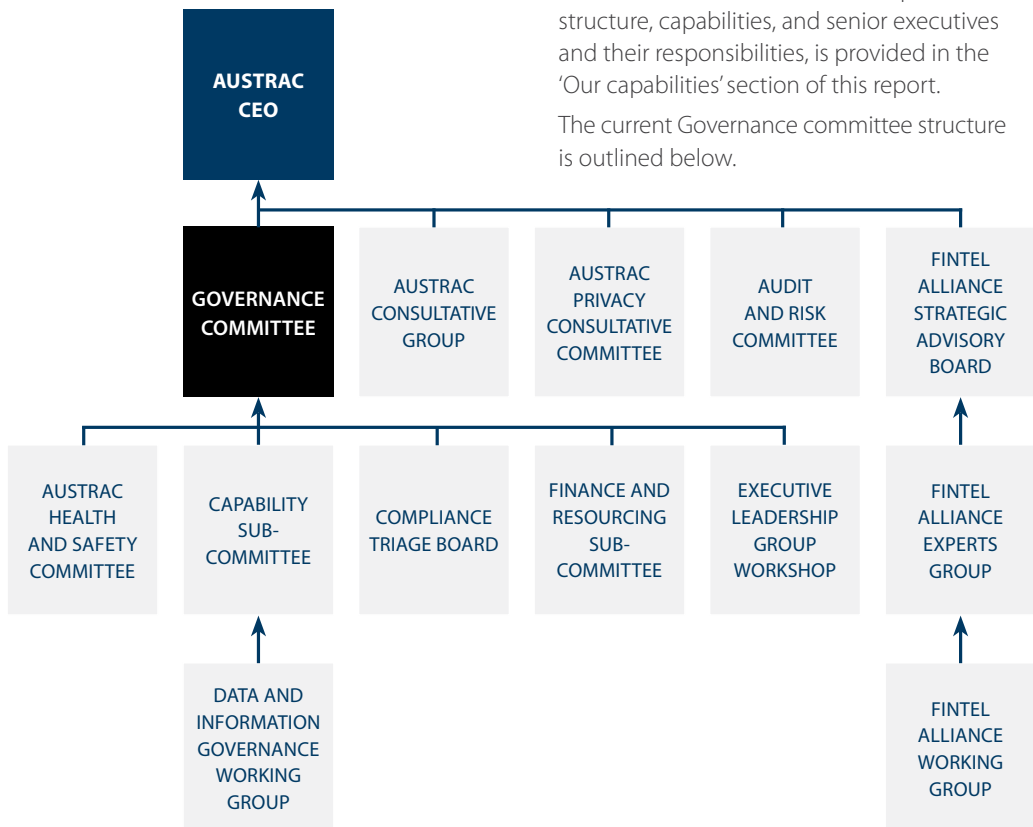 structure, capabilities, and senior executives
and their responsibilities, is provided in the
‘Our capabilities’ section of this report.
The current Governance committee structure
is outlined below.
AUSTRAC
CEO
GOVERNANCE
COMMITTEE
AUSTRAC
CONSULTATIVE
GROUP
AUSTRAC
PRIVACY
CONSULTATIVE
COMMITTEE
AUDIT
AND RISK
COMMITTEE
FINTEL
ALLIANCE
STRATEGIC
ADVISORY
BOARD
AUSTRAC
HEALTH
AND SAFETY
COMMITTEE
CAPABILITY
SUB-
COMMITTEE
COMPLIANCE
TRIAGE BOARD
FINANCE AND
RESOURCING
SUB-
COMMITTEE
EXECUTIVE
LEADERSHIP
GROUP
WORKSHOP
FINTEL
ALLIANCE
EXPERTS
GROUP
DATA AND
INFORMATION
GOVERNANCE
WORKING
GROUP
FINTEL
ALLIANCE
WORKING
GROUP